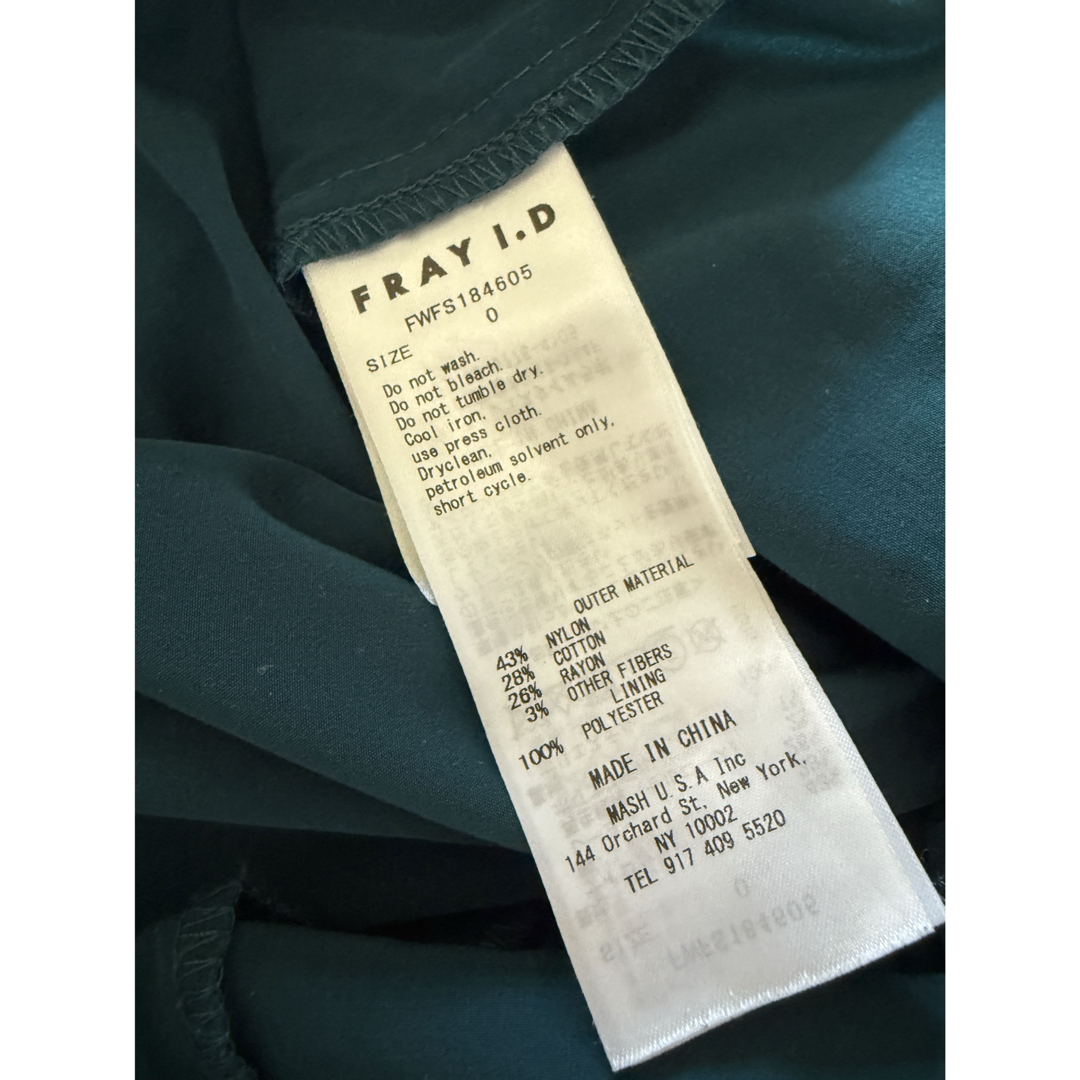 FRAY I.D
FWFS184605
SIZE 0
Do not wash.
Do not bleach.
Do not tumble dry.
Cool iron.
use press cloth.
Dryclean,
petroleum solvent only,
short cycle.
OUTER MATERIAL
43% NYLON
28% COTTON
26% RAYON
3% OTHER FIBERS
LINING
100% POLYESTER
MADE IN CHINA
MASH U.S.A Inc
144 Orchard St, New York,
NY 10002
TEL 917 409 5520